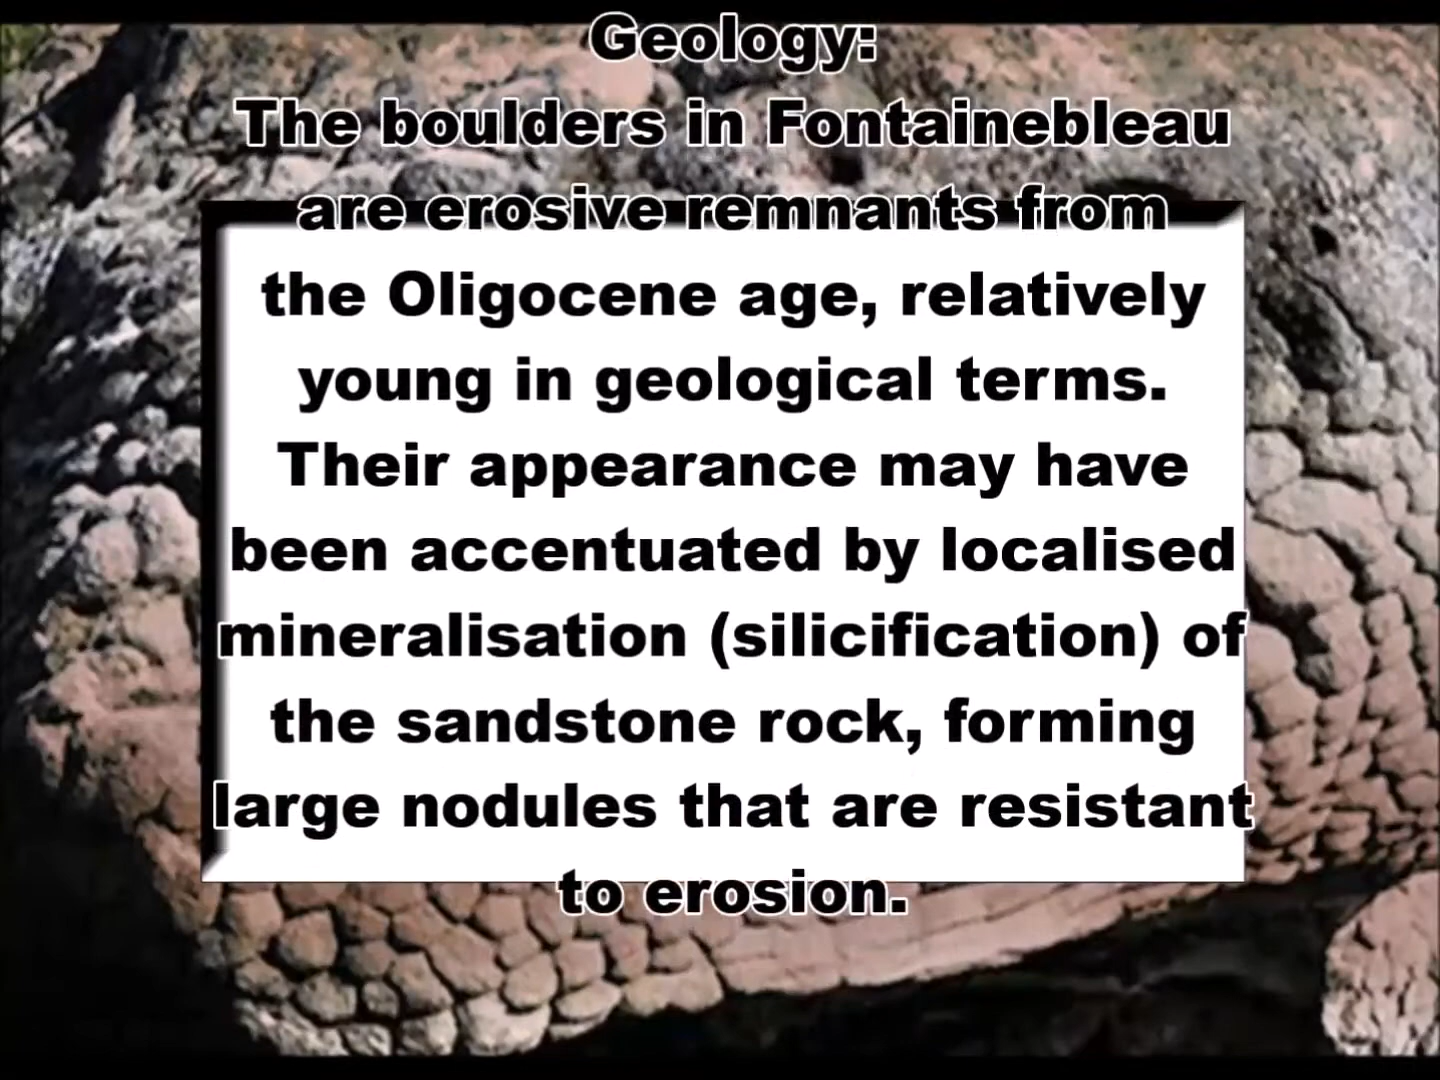 Geology:
The boulders in Fontainebleau
are erosive remnants from
the Oligocene age, relatively
young in geological terms.
Their appearance may have
been accentuated by localised
mineralisation (silicification) of
the sandstone rock, forming
large nodules that are resistant
to erosion.